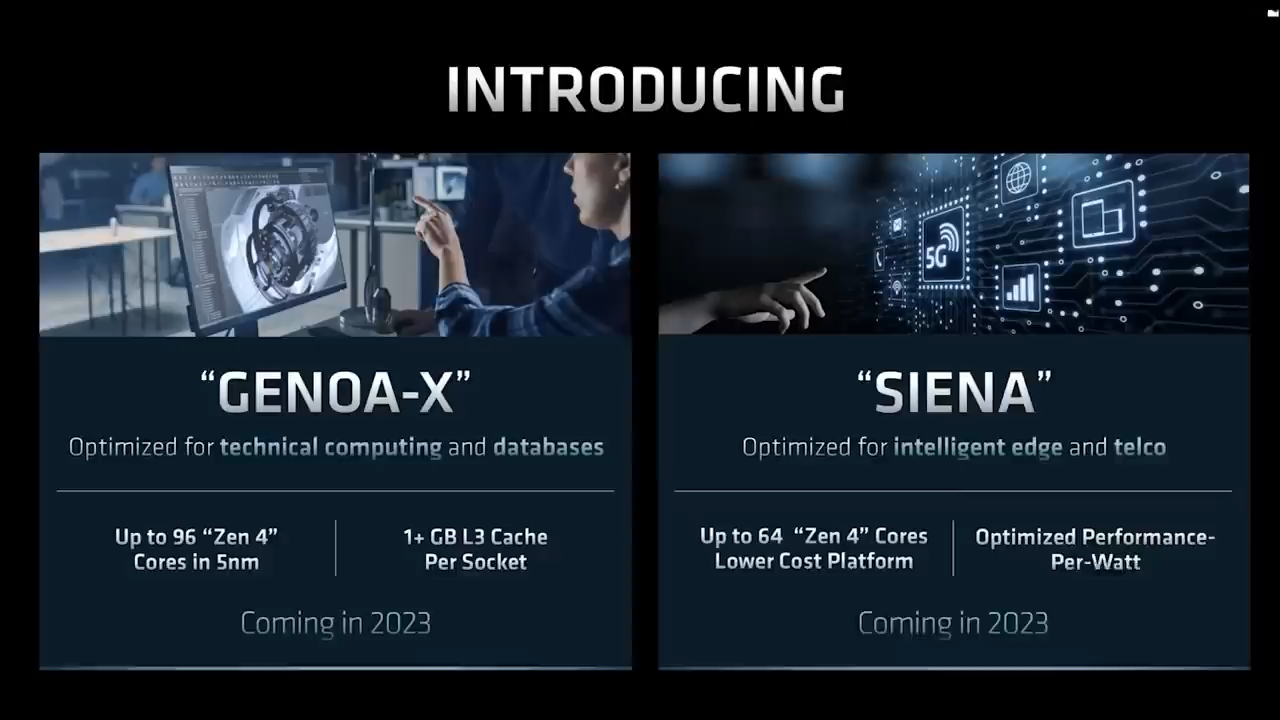 INTRODUCING
“GENOA-X”
Optimized for technical computing and databases
Up to 96 “Zen 4”
Cores in 5nm
1+ GB L3 Cache
Per Socket
Coming in 2023
5G
“SIENA”
Optimized for intelligent edge and telco
Up to 64 “Zen 4” Cores
Lower Cost Platform
Optimized Performance-
Per-Watt
Coming in 2023